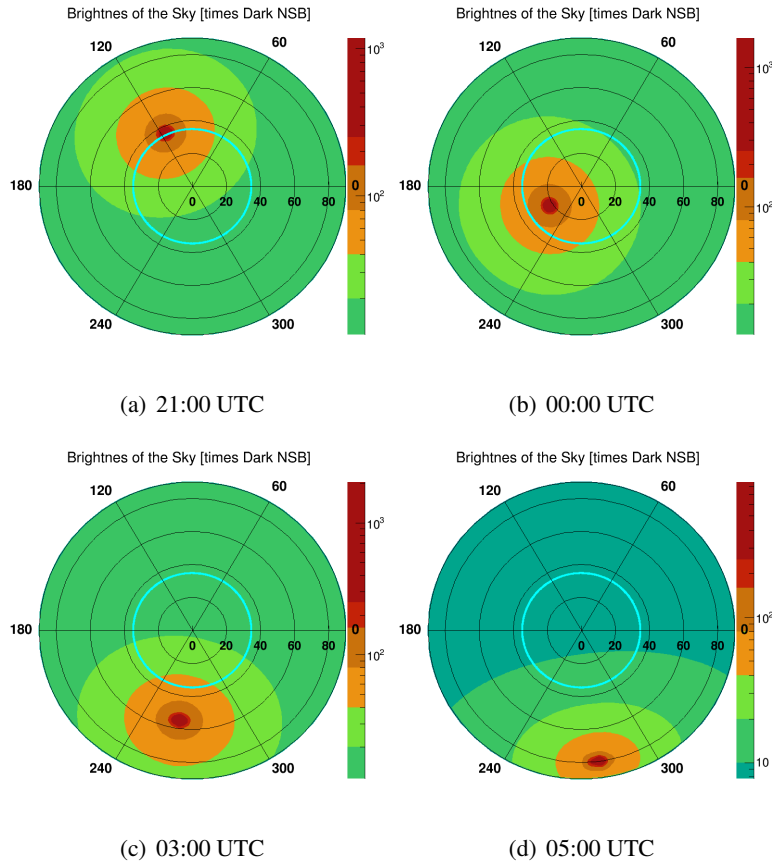 Brightnes of the Sky [times Dark NSB]
120 60
180 0
0 20 40 60 80
240 300
10³
10²
(a) 21:00 UTC
Brightnes of the Sky [times Dark NSB]
120 60
180 0
0 20 40 60 80
240 300
10³
10²
(b) 00:00 UTC
Brightnes of the Sky [times Dark NSB]
120 60
180 0
0 20 40 60 80
240 300
10³
10²
(c) 03:00 UTC
Brightnes of the Sky [times Dark NSB]
120 60
180 0
0 20 40 60 80
240 300
10²
10
(d) 05:00 UTC